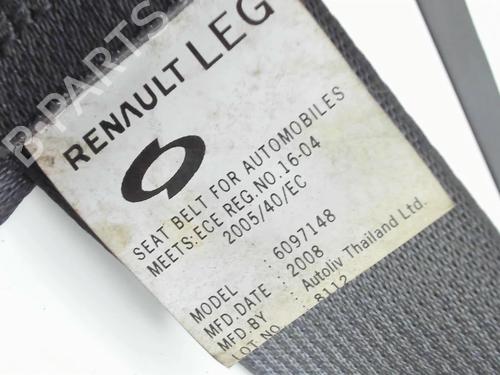 RENAULT LEG
SEAT BELT FOR AUTOMOBILES
MEETS:ECE REG.NO.16-04
2005/40/EC
MODEL : 6097148
MFD.DATE : 2008
MFD.BY : Autoliv Thailand Ltd.
LOT NO. : 8112
B-PARTS